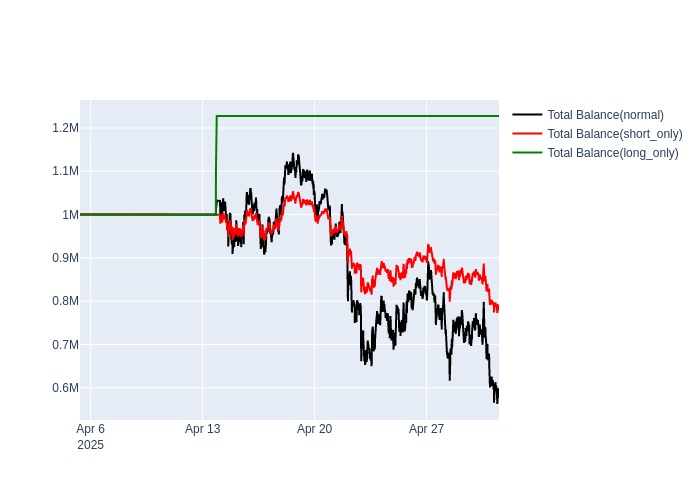 Total Balance(normal)
Total Balance(short_only)
Total Balance(long_only)
1.2M
1.1M
1M
0.9M
0.8M
0.7M
0.6M
Apr 6
2025
Apr 13
Apr 20
Apr 27